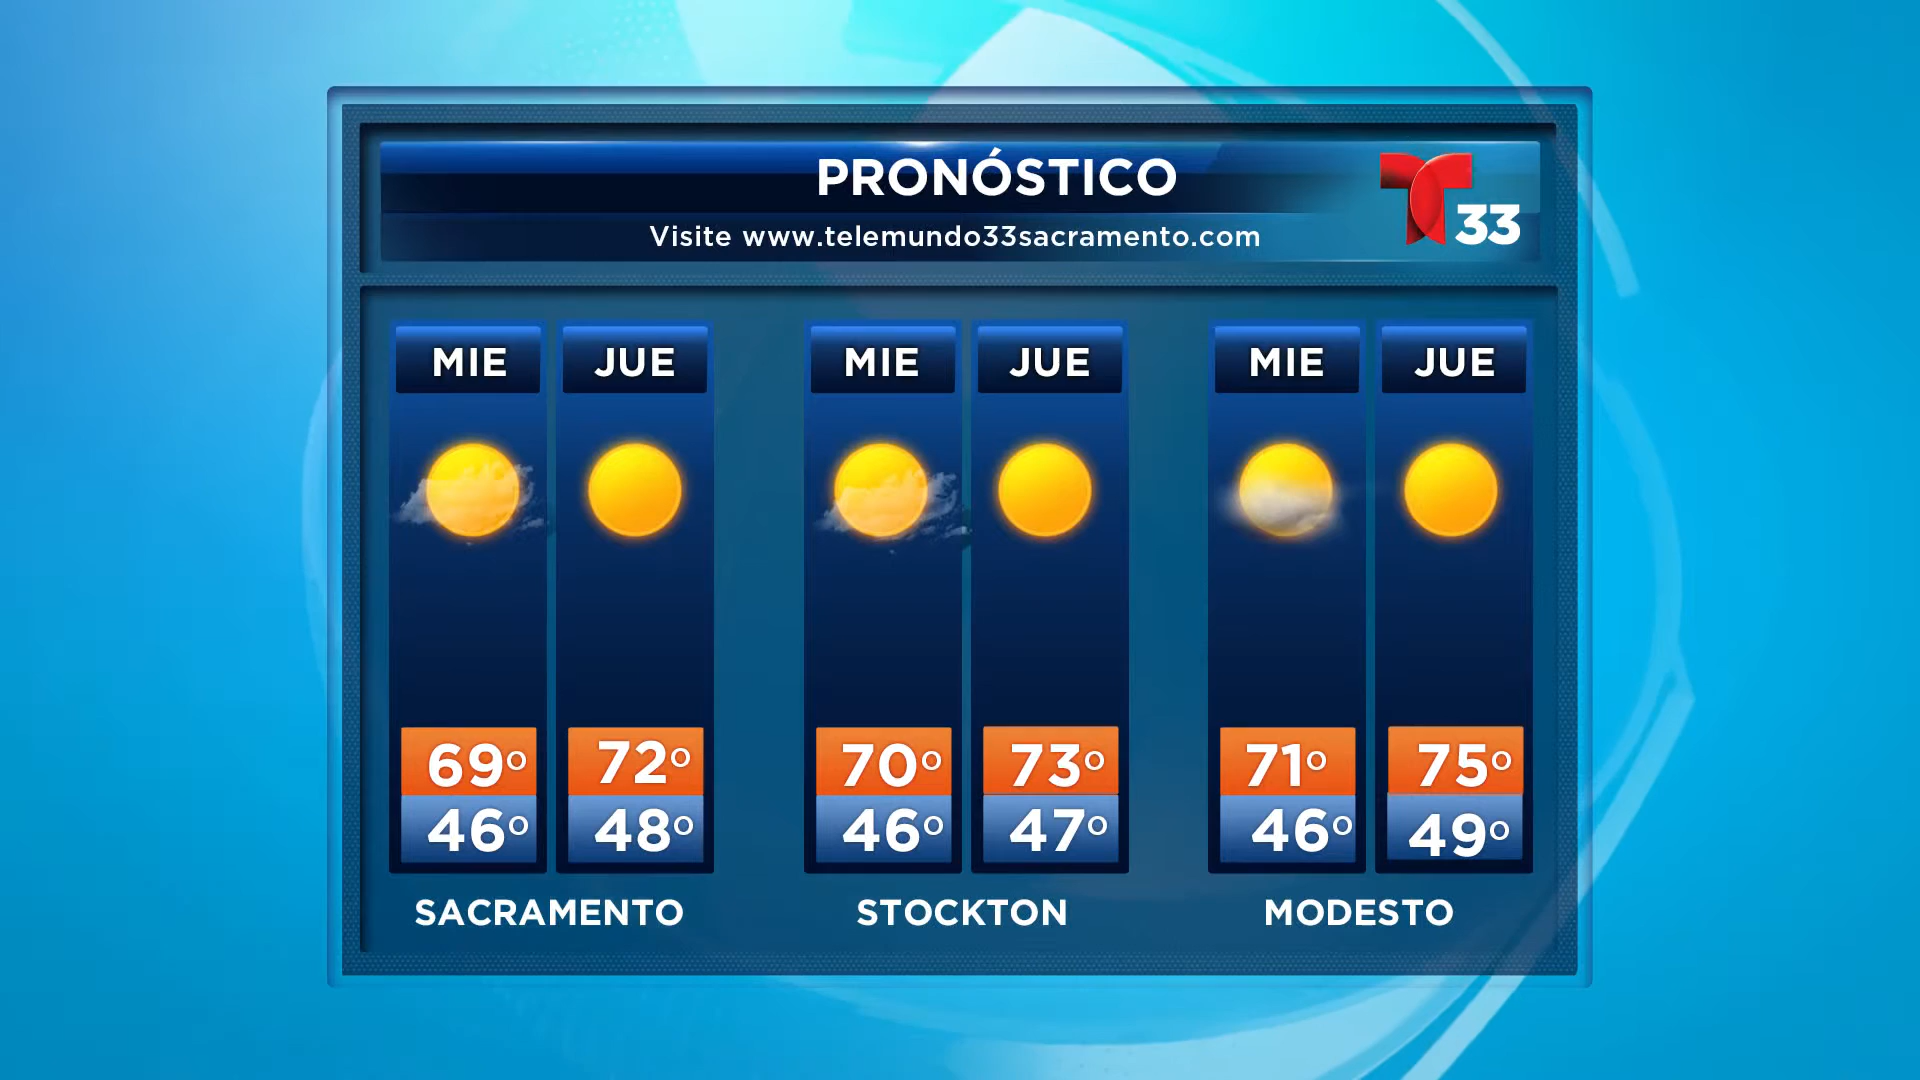 PRONÓSTICO
Visite www.telemundo33sacramento.com
33
MIE JUE
69° 72°
46° 48°
SACRAMENTO
MIE JUE
70° 73°
46° 47°
STOCKTON
MIE JUE
71° 75°
46° 49°
MODESTO